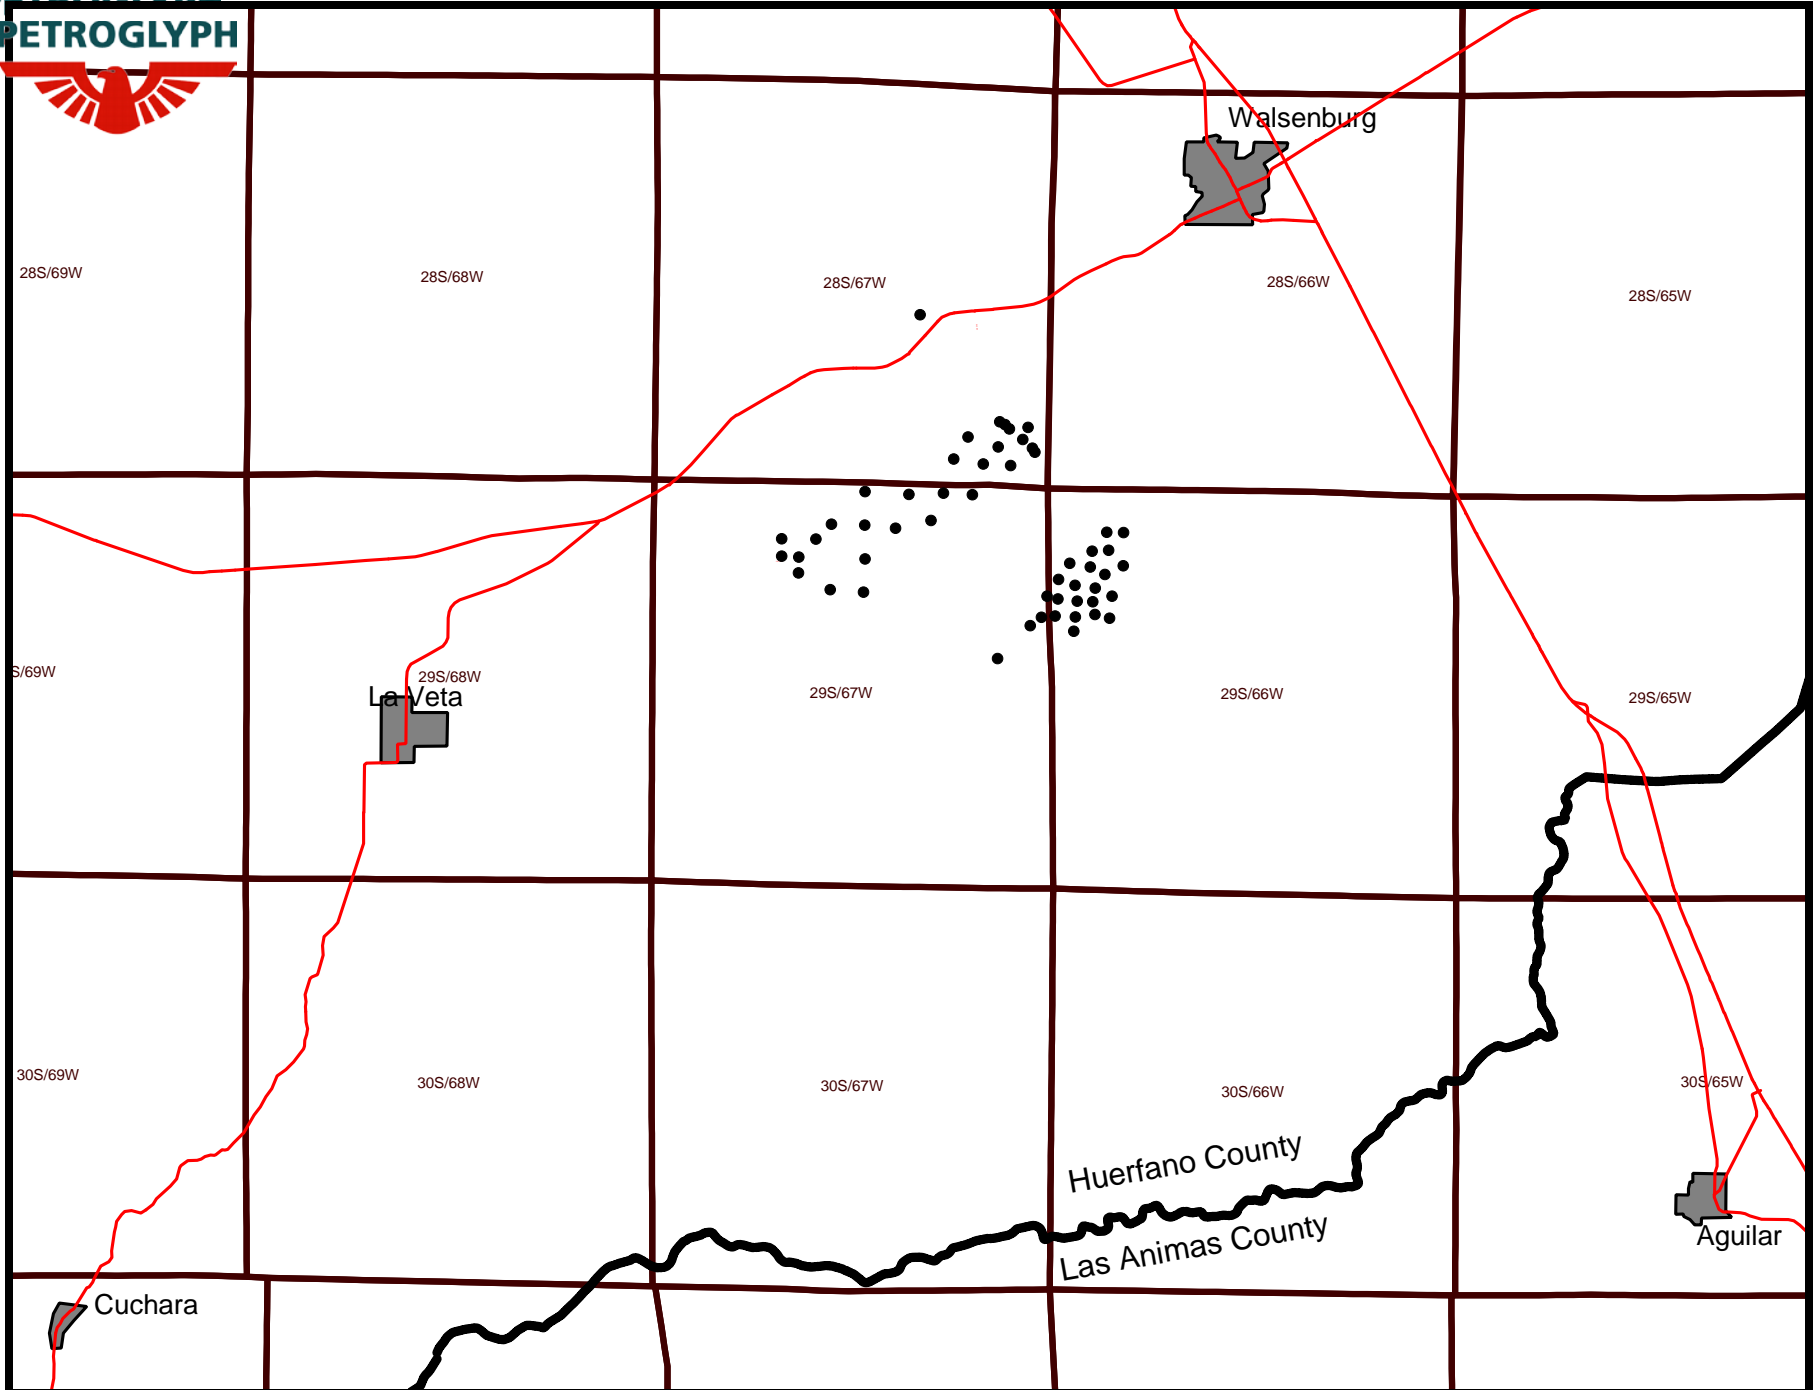 PETROGLYPH
Walsenburg
28S/69W
28S/68W
28S/67W
28S/66W
28S/65W
S/69W
29S/68W
La Veta
29S/67W
29S/66W
29S/65W
30S/69W
30S/68W
30S/67W
30S/66W
30S/65W
Huerfano County
Las Animas County
Aguilar
Cuchara